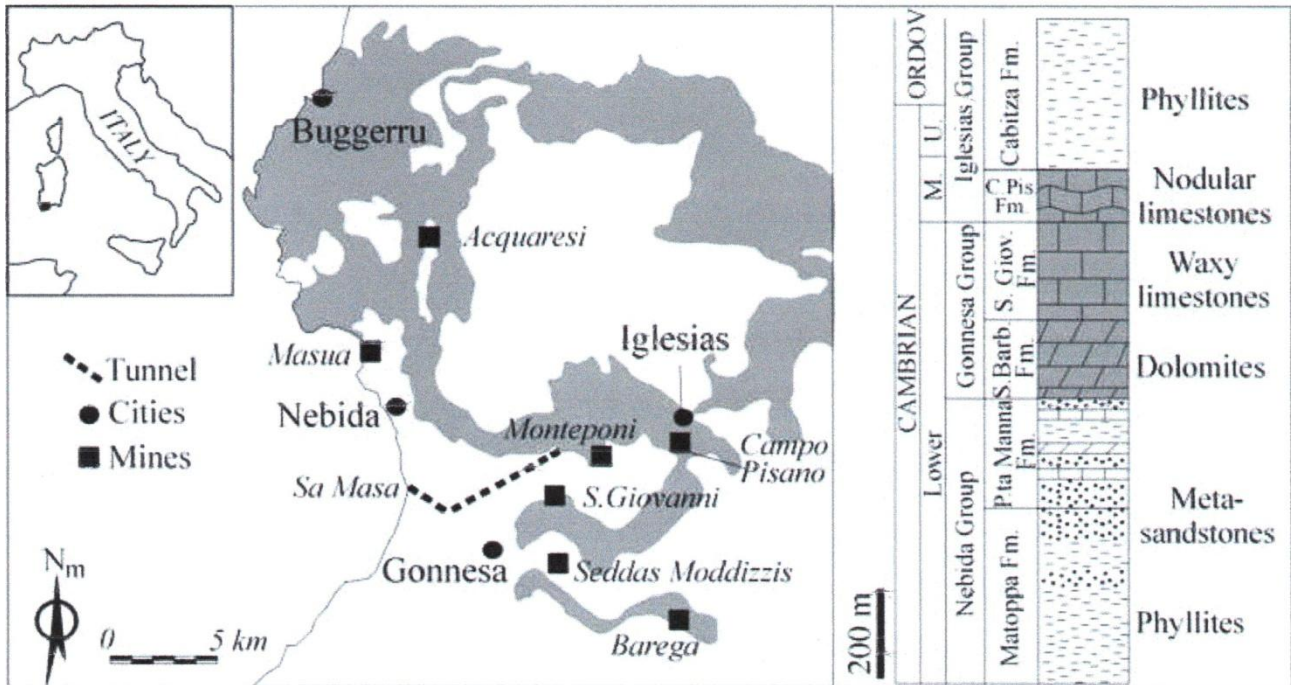 ITALY
Buggerru
Acquaresi
Iglesias
Masua
Tunnel
Cities
Mines
Nebida
Monteponi
Campo
Pisano
Sa Masa
S.Giovanni
Gonnesa
Seddas Moddizzis
Barega
Nm
0 5 km
200 m
ORDOV
CAMBRIAN
U.
M.
Lower
Iglesias Group
Gonnesa Group
Nebida Group
Cabitza Fm.
C.Pis.
Fm.
S. Giov.
Fm.
S.Barb.
Fm.
P.ta Manna
Fm.
Matoppa Fm.
Phyllites
Nodular
limestones
Waxy
limestones
Dolomites
Meta-
sandstones
Phyllites